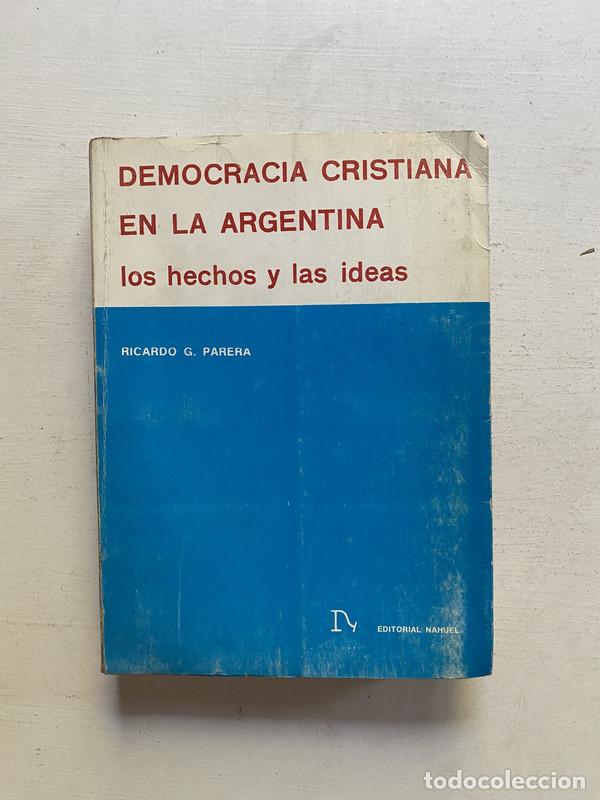 DEMOCRACIA CRISTIANA
EN LA ARGENTINA
los hechos y las ideas
RICARDO G. PARERA
EDITORIAL NAHUEL
todocoleccion